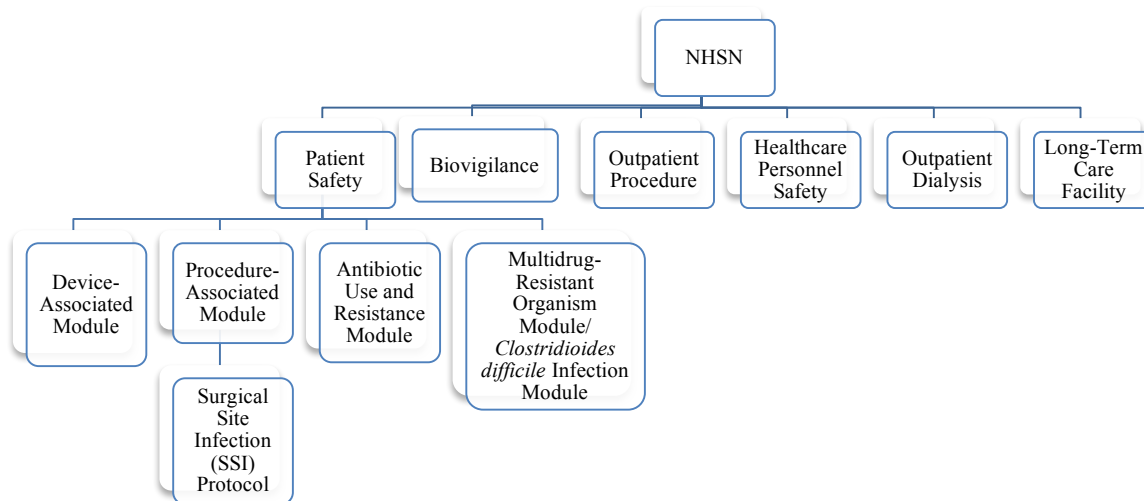 NHSN
Patient
Safety
Biovigilance
Outpatient
Procedure
Healthcare
Personnel
Safety
Outpatient
Dialysis
Long-Term
Care
Facility
Device-
Associated
Module
Procedure-
Associated
Module
Antibiotic
Use and
Resistance
Module
Multidrug-
Resistant
Organism
Module/
Clostridioides
difficile Infection
Module
Surgical
Site
Infection
(SSI)
Protocol